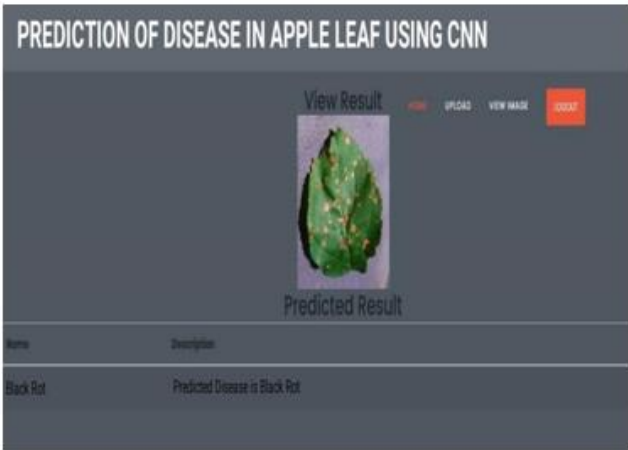 PREDICTION OF DISEASE IN APPLE LEAF USING CNN
View Result
HOME UPLOAD VIEW IMAGE LOGOUT
Predicted Result
Name Description
Black Rot Predicted Disease is Black Rot